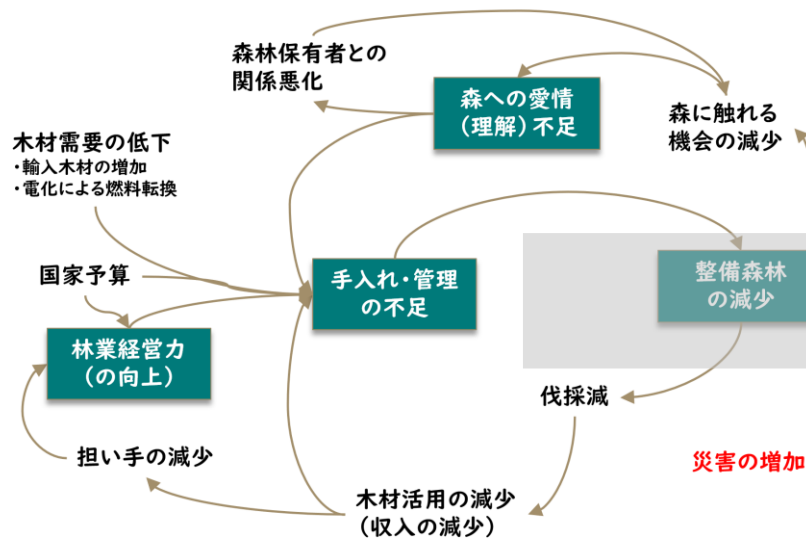 森林保有者との
関係悪化
森への愛情
（理解）不足
森に触れる
機会の減少
木材需要の低下
・輸入木材の増加
・電化による燃料転換
国家予算
手入れ・管理
の不足
整備森林
の減少
林業経営力
（の向上）
伐採減
担い手の減少
災害の増加
木材活用の減少
（収入の減少）